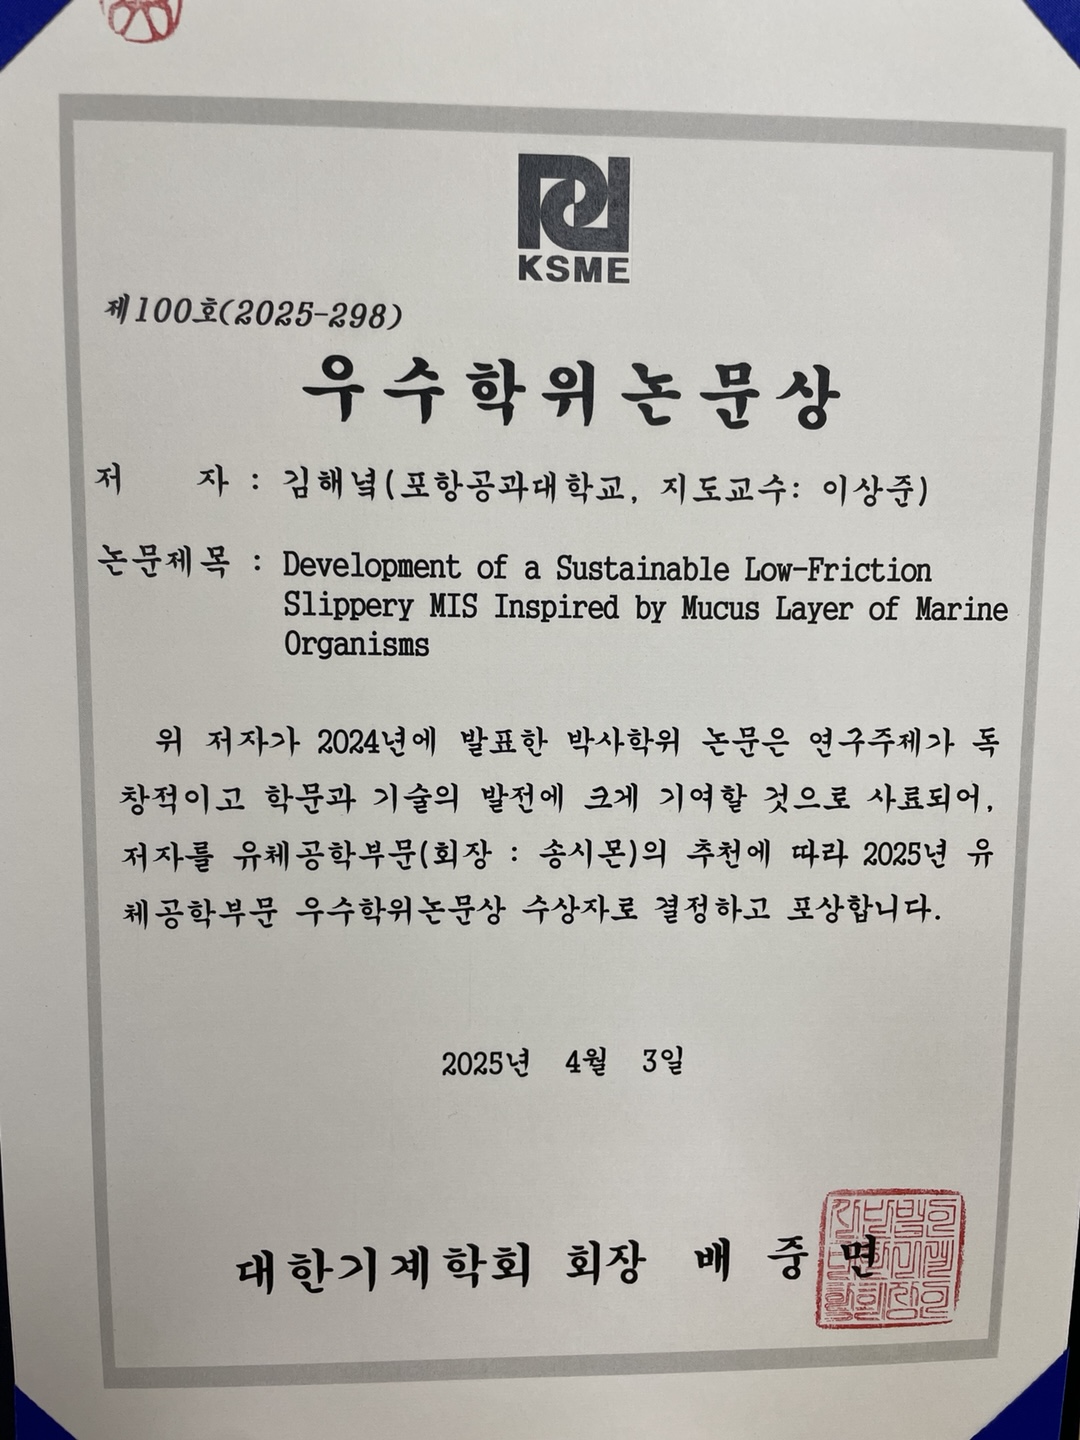 KSME
제100호(2025-298)
우수학위논문상
저 자 : 김해녘(포항공과대학교, 지도교수: 이상준)
논문제목 : Development of a Sustainable Low-Friction
Slippery MIS Inspired by Mucus Layer of Marine
Organisms
위 저자가 2024년에 발표한 박사학위 논문은 연구주제가 독
창적이고 학문과 기술의 발전에 크게 기여할 것으로 사료되어,
저자를 유체공학부문(회장 : 송시몬)의 추천에 따라 2025년 유
체공학부문 우수학위논문상 수상자로 결정하고 포상합니다.
2025년 4월 3일
대한기계학회 회장 배 중 면